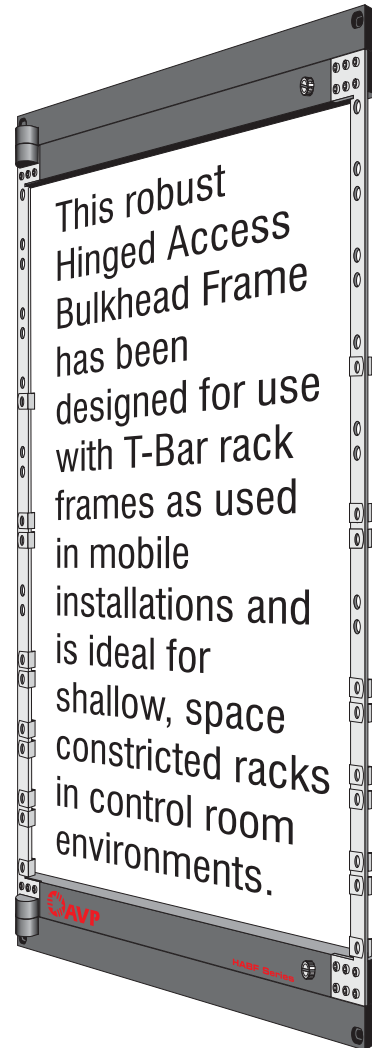 This robust
Hinged Access
Bulkhead Frame
has been
designed for use
with T-Bar rack
frames as used
in mobile
installations and
is ideal for
shallow, space
constricted racks
in control room
environments.
AVP
HABF Series